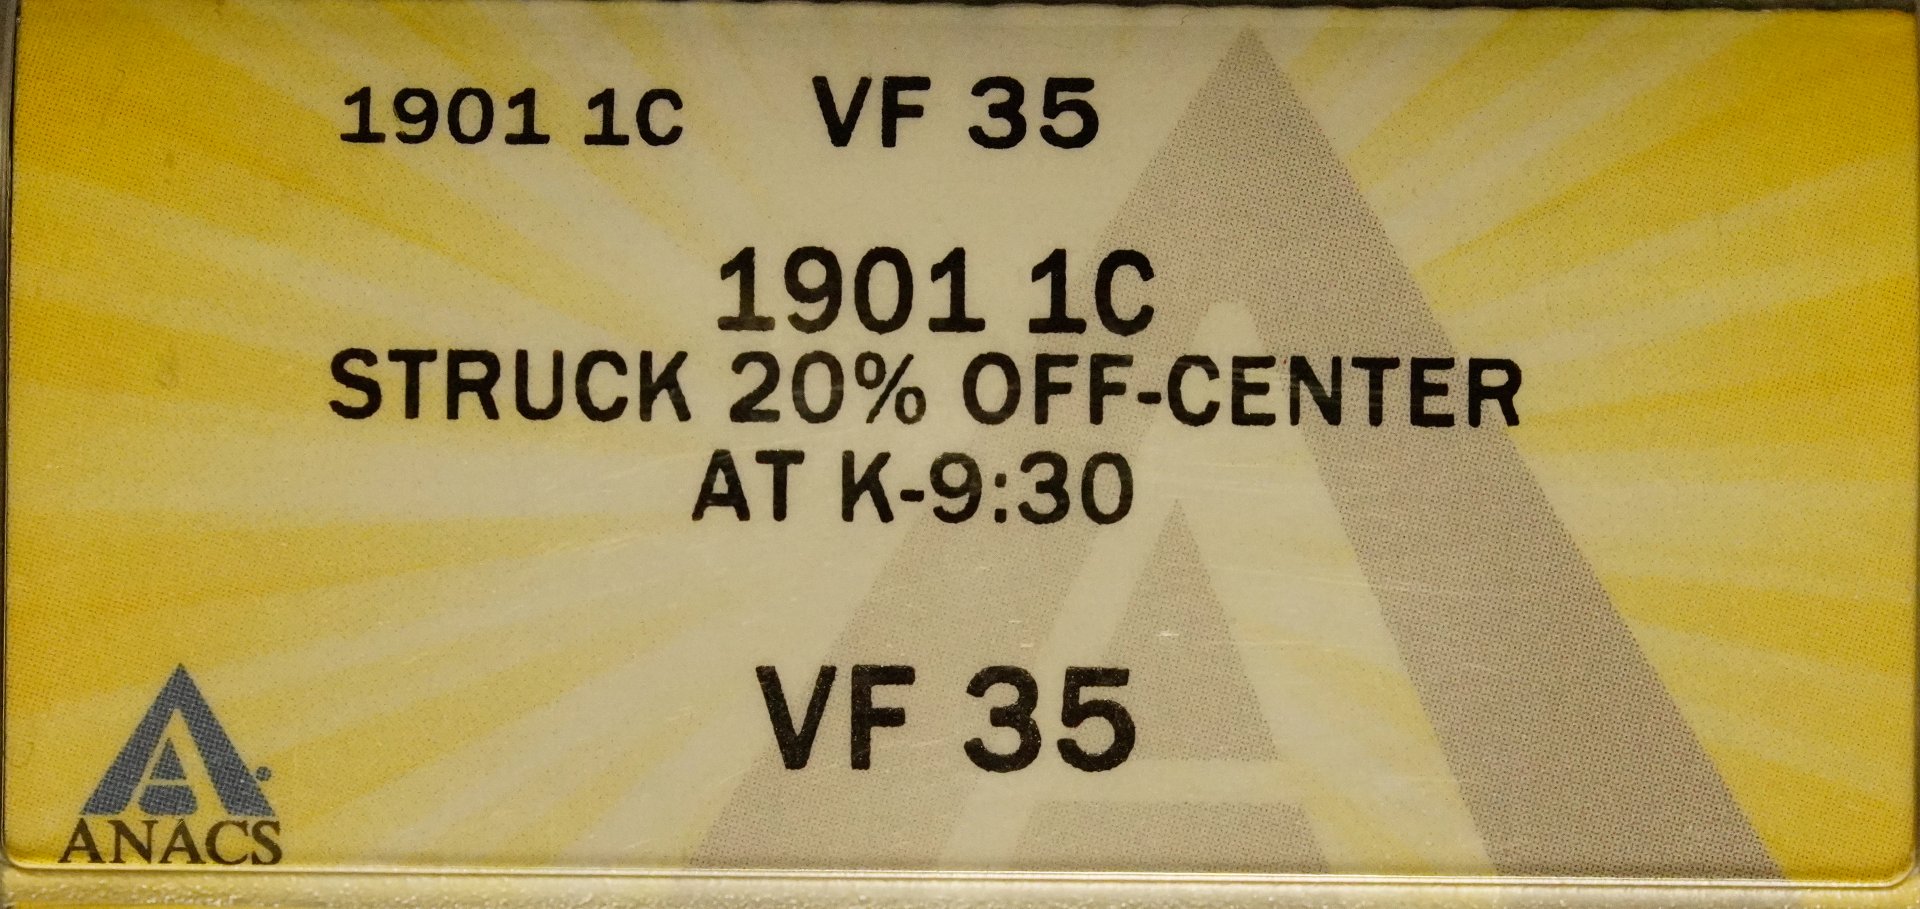 1901 1C VF 35
1901 1C
STRUCK 20% OFF-CENTER
AT K-9:30
VF 35
ANACS